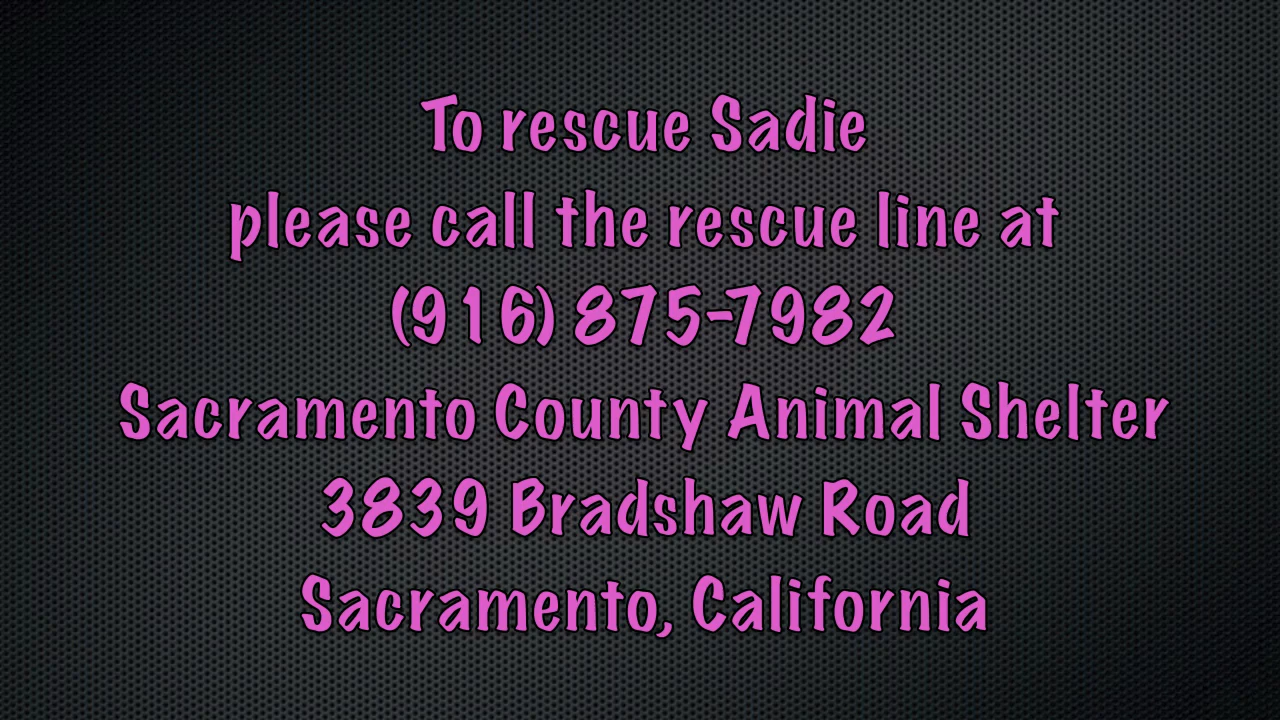 To rescue Sadie
please call the rescue line at
(916) 875-7982
Sacramento County Animal Shelter
3839 Bradshaw Road
Sacramento, California